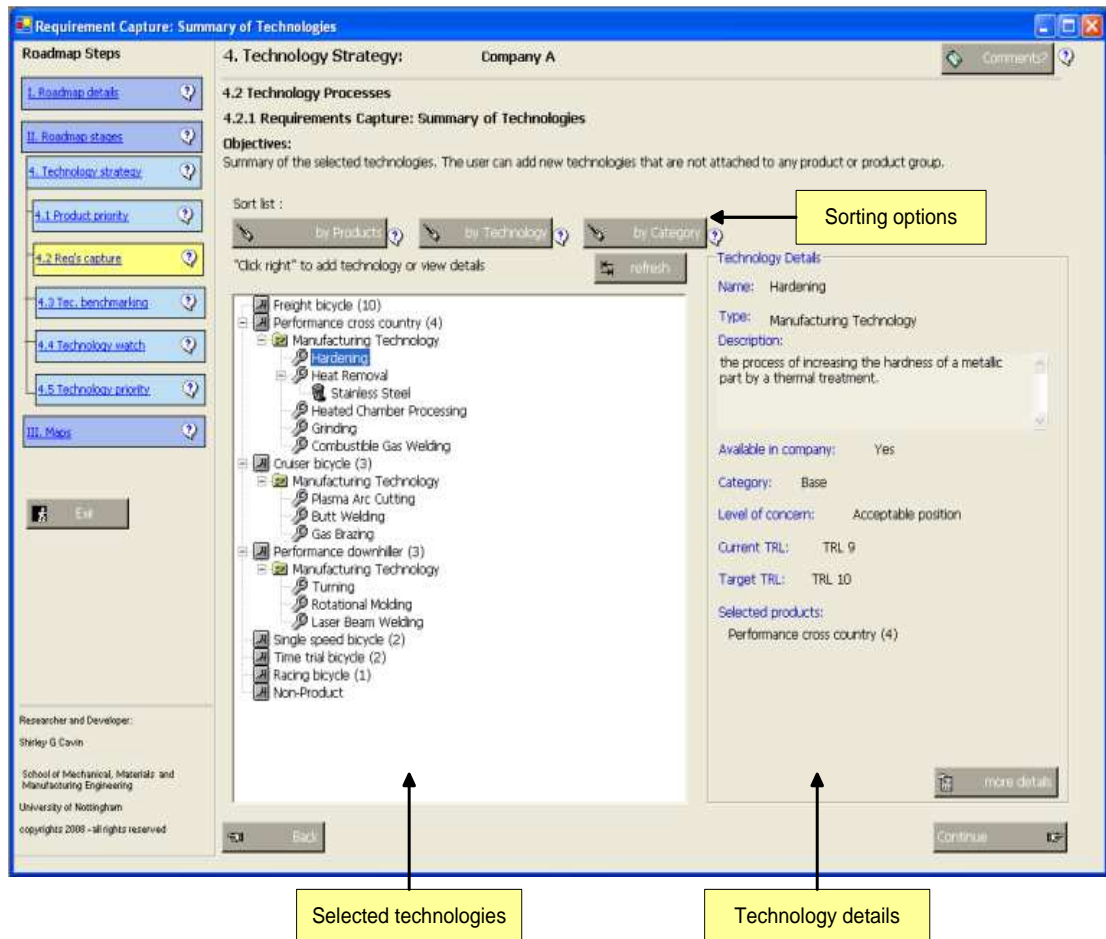 Requirement Capture: Summary of Technologies
Roadmap Steps
I. Roadmap details
II. Roadmap stages
4. Technology strategy
4.1 Product priority
4.2 Req's capture
4.3 Tec. benchmarking
4.4 Technology watch
4.5 Technology priority
III. Maps
Exit
Researcher and Developer:
Shirley G Cavin
School of Mechanical, Materials and
Manufacturing Engineering
University of Nottingham
copyrights 2008 - all rights reserved
4. Technology Strategy: Company A
Comments?
4.2 Technology Processes
4.2.1 Requirements Capture: Summary of Technologies
Objectives:
Summary of the selected technologies. The user can add new technologies that are not attached to any product or product group.
Sort list :
by Products
by Technology
by Category
Sorting options
"Click right" to add technology or view details
refresh
Freight bicycle (10)
Performance cross country (4)
Manufacturing Technology
Hardening
Heat Removal
Stainless Steel
Heated Chamber Processing
Grinding
Combustible Gas Welding
Cruiser bicycle (3)
Manufacturing Technology
Plasma Arc Cutting
Butt Welding
Gas Brazing
Performance downhiller (3)
Manufacturing Technology
Turning
Rotational Molding
Laser Beam Welding
Single speed bicycle (2)
Time trial bicycle (2)
Racing bicycle (1)
Non-Product
Technology Details
Name: Hardening
Type: Manufacturing Technology
Description:
the process of increasing the hardness of a metallic
part by a thermal treatment.
Available in company: Yes
Category: Base
Level of concern: Acceptable position
Current TRL: TRL 9
Target TRL: TRL 10
Selected products:
Performance cross country (4)
more details
Back
Continue
Selected technologies
Technology details